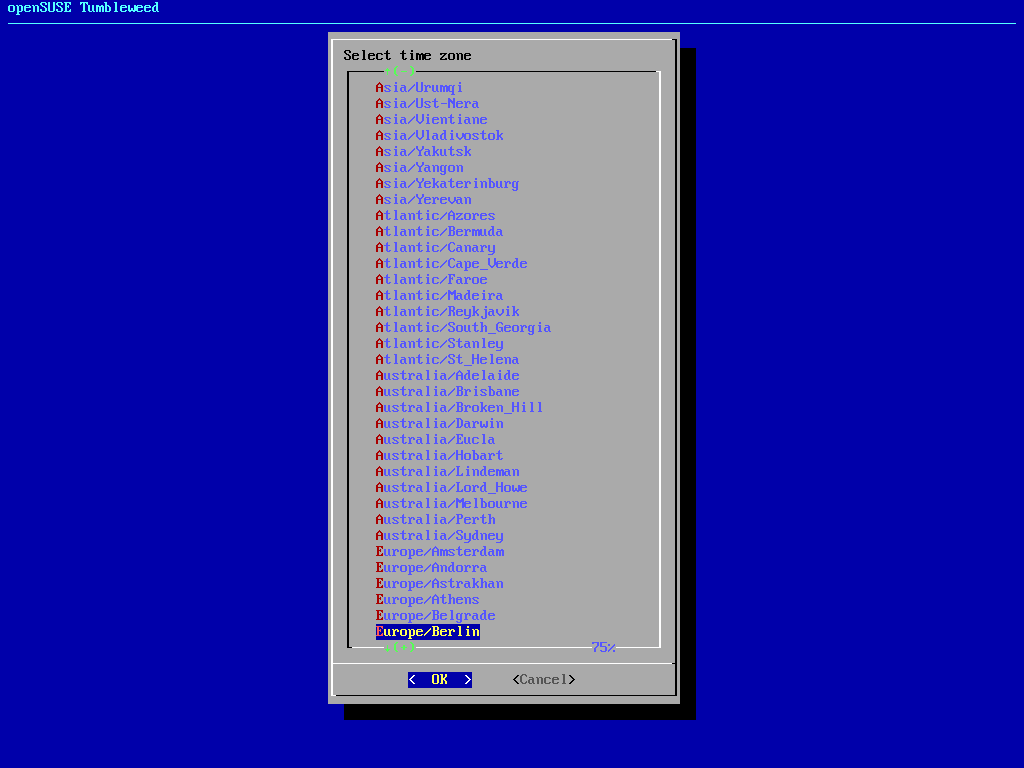 openSUSE Tumbleweed
Select time zone
^(-)
Asia/Urumqi
Asia/Ust-Nera
Asia/Vientiane
Asia/Vladivostok
Asia/Yakutsk
Asia/Yangon
Asia/Yekaterinburg
Asia/Yerevan
Atlantic/Azores
Atlantic/Bermuda
Atlantic/Canary
Atlantic/Cape_Verde
Atlantic/Faroe
Atlantic/Madeira
Atlantic/Reykjavik
Atlantic/South_Georgia
Atlantic/Stanley
Atlantic/St_Helena
Australia/Adelaide
Australia/Brisbane
Australia/Broken_Hill
Australia/Darwin
Australia/Eucla
Australia/Hobart
Australia/Lindeman
Australia/Lord_Howe
Australia/Melbourne
Australia/Perth
Australia/Sydney
Europe/Amsterdam
Europe/Andorra
Europe/Astrakhan
Europe/Athens
Europe/Belgrade
Europe/Berlin
.(+) 75%
< OK > <Cancel>